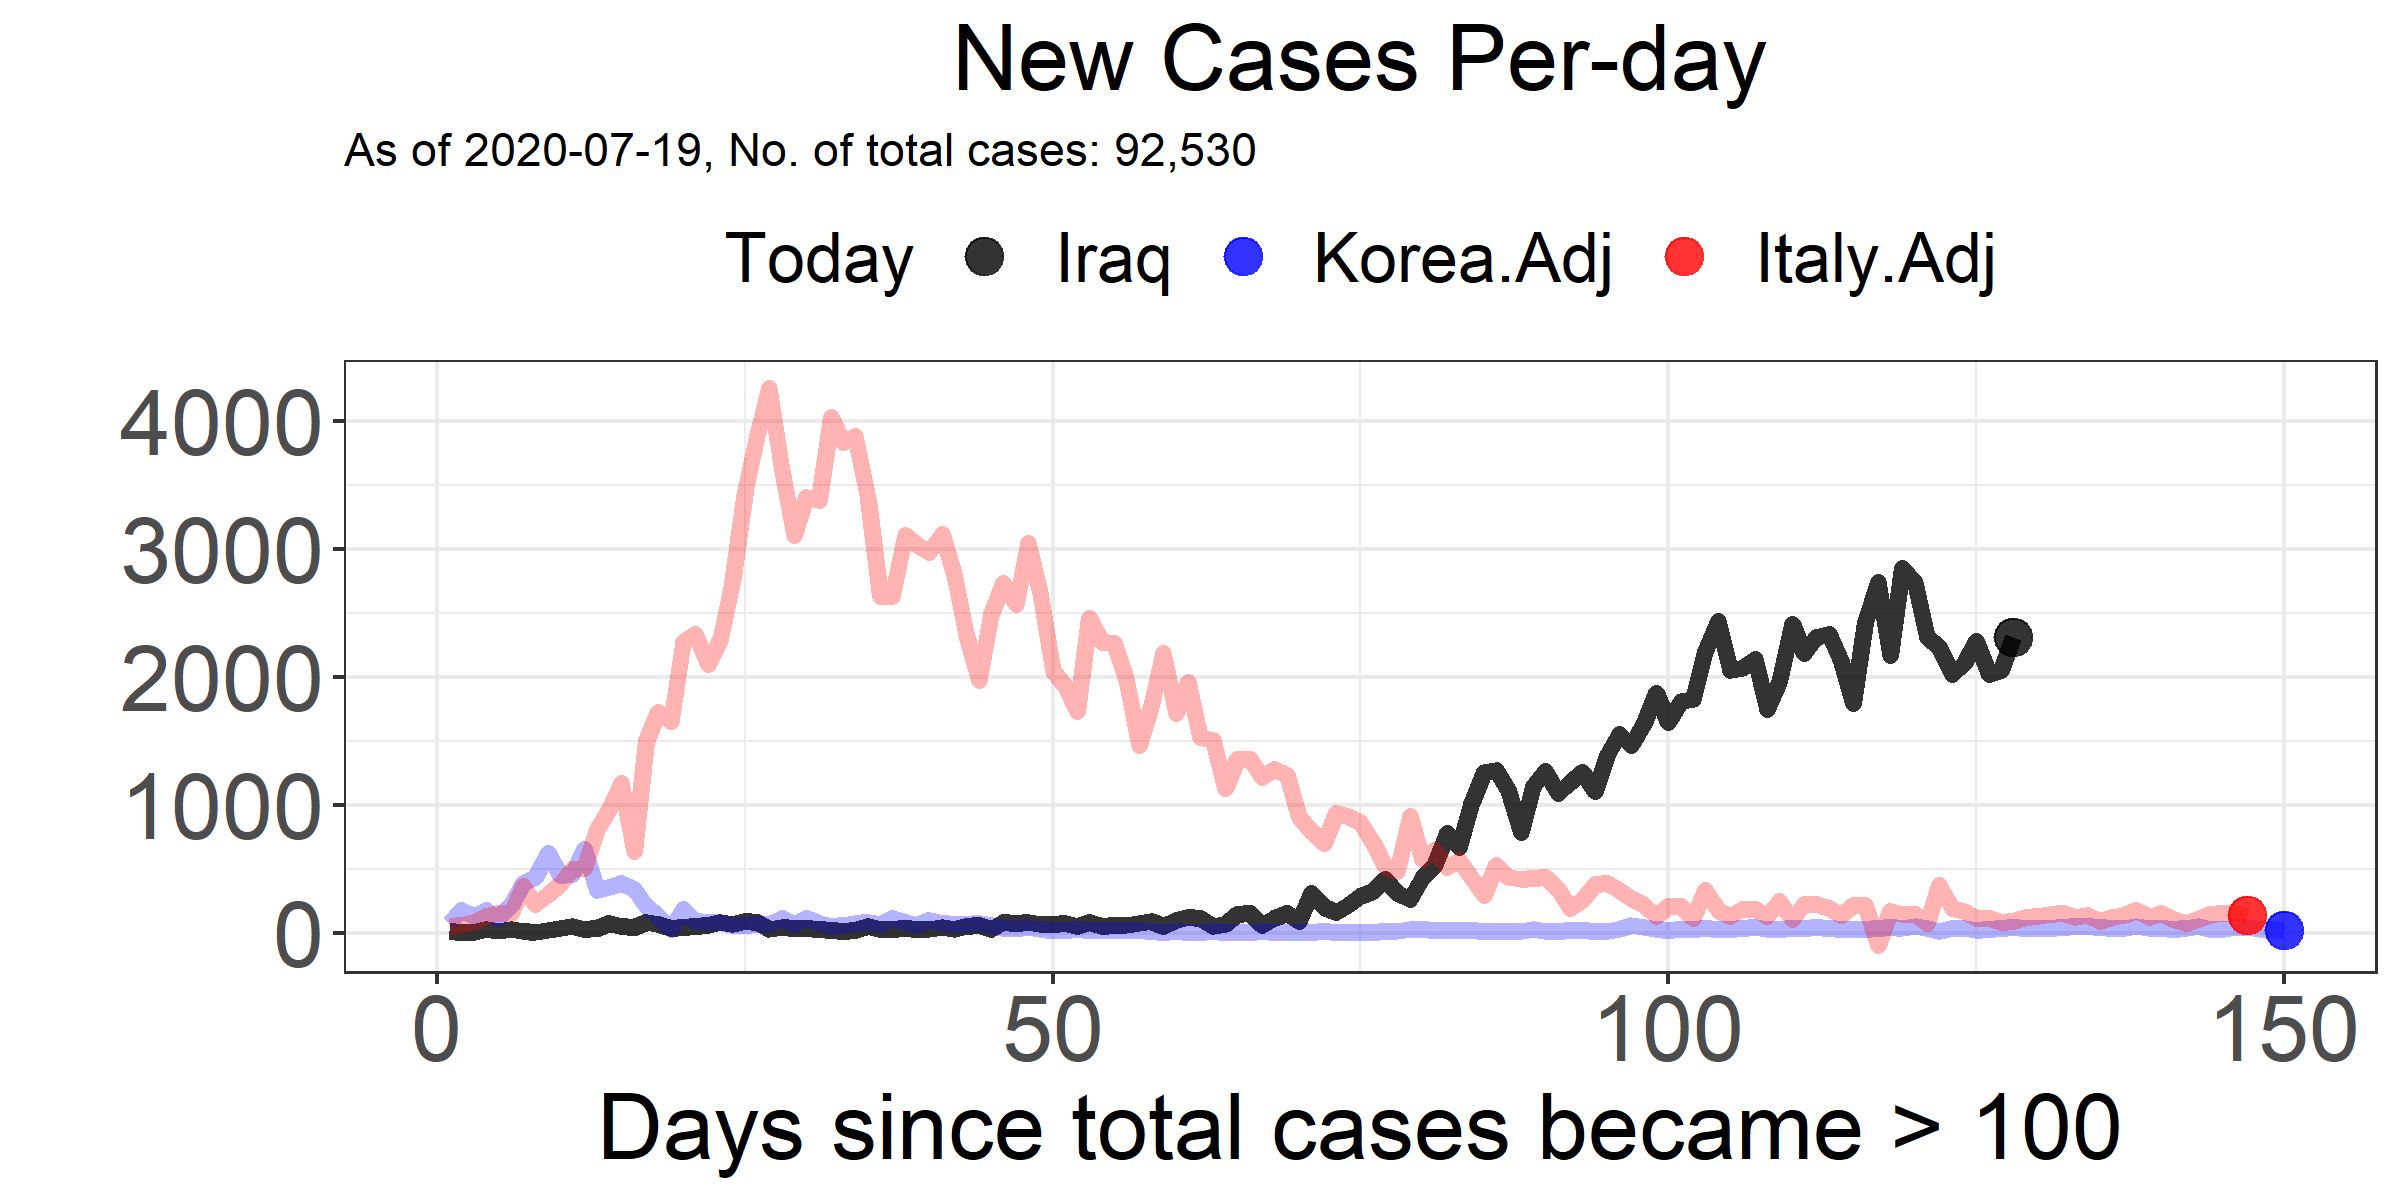 New Cases Per-day
As of 2020-07-19, No. of total cases: 92,530
Today Iraq Korea.Adj Italy.Adj
4000
3000
2000
1000
0
0 50 100 150
Days since total cases became > 100